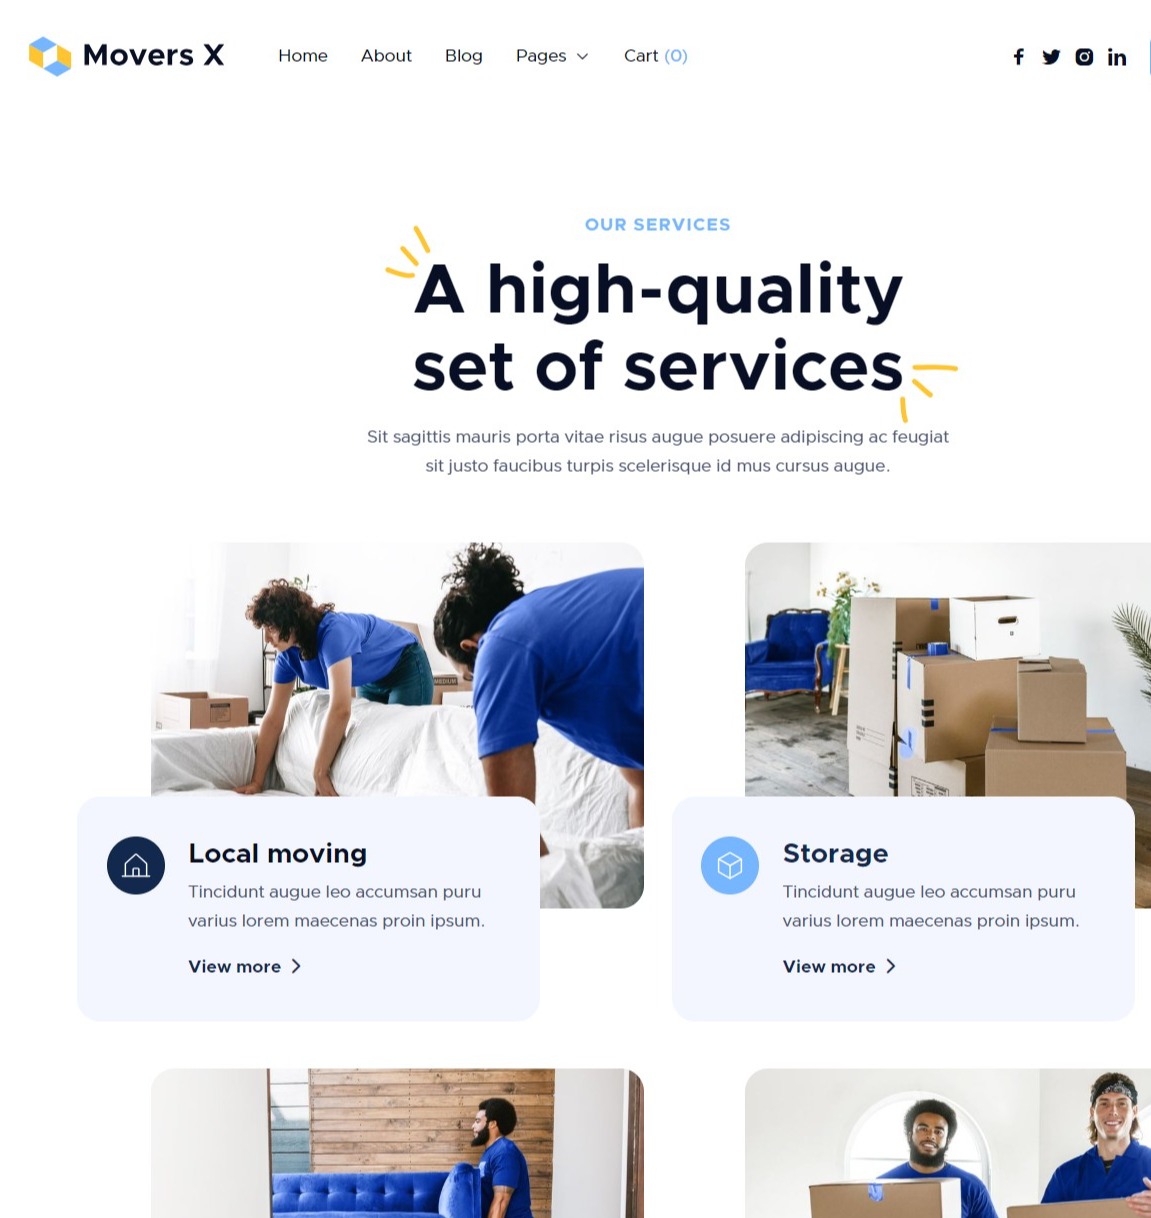 Movers X
Home About Blog Pages Cart (0)
OUR SERVICES
A high-quality
set of services
Sit sagittis mauris porta vitae risus augue posuere adipiscing ac feugiat
sit justo faucibus turpis scelerisque id mus cursus augue.
MEDIUM
Local moving
Tincidunt augue leo accumsan puru
varius lorem maecenas proin ipsum.
View more
Storage
Tincidunt augue leo accumsan puru
varius lorem maecenas proin ipsum.
View more